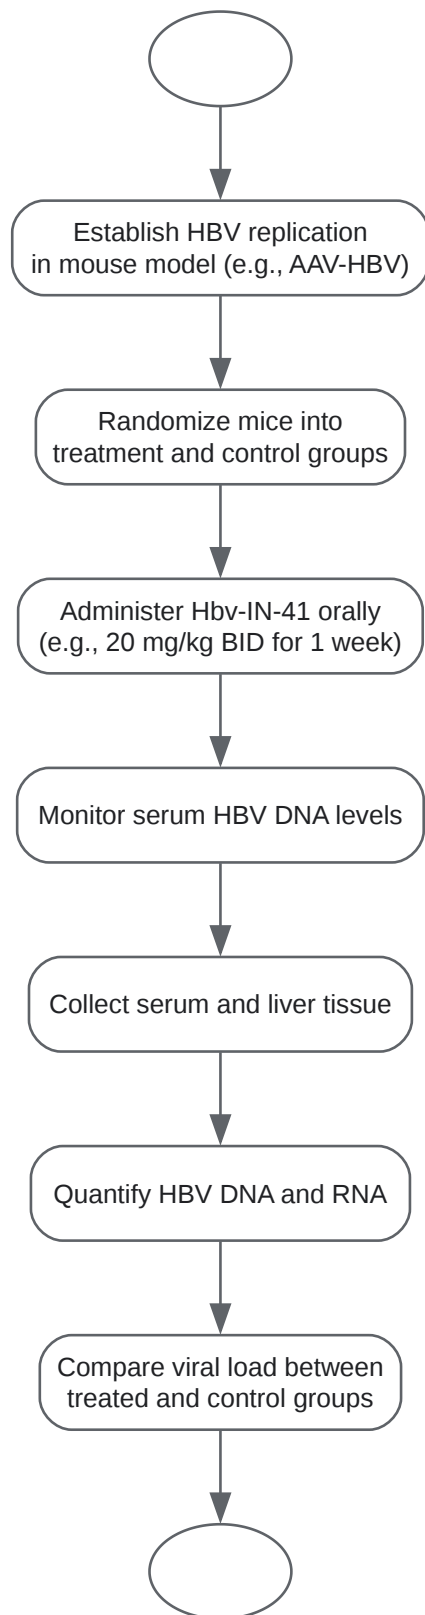 Establish HBV replication
in mouse model (e.g., AAV-HBV)
Randomize mice into
treatment and control groups
Administer Hbv-IN-41 orally
(e.g., 20 mg/kg BID for 1 week)
Monitor serum HBV DNA levels
Collect serum and liver tissue
Quantify HBV DNA and RNA
Compare viral load between
treated and control groups